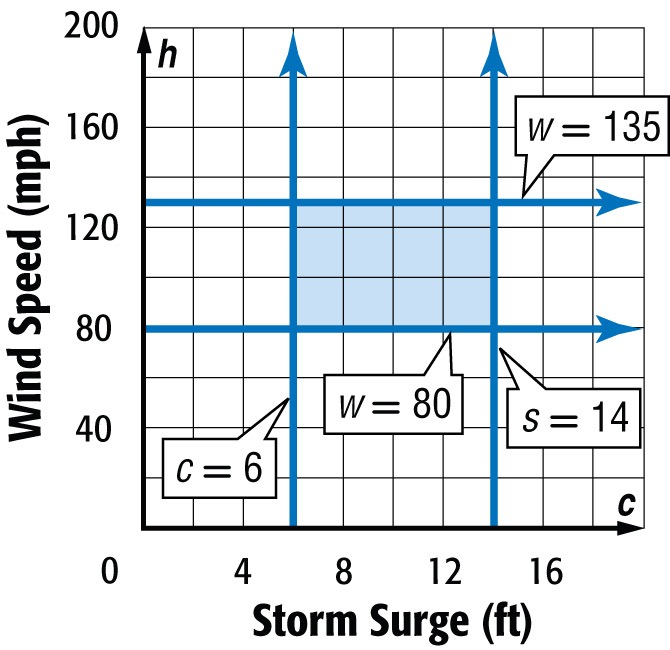 200
h
160
w = 135
120
80
w = 80
s = 14
40
c = 6
c
0 4 8 12 16
Wind Speed (mph)
Storm Surge (ft)